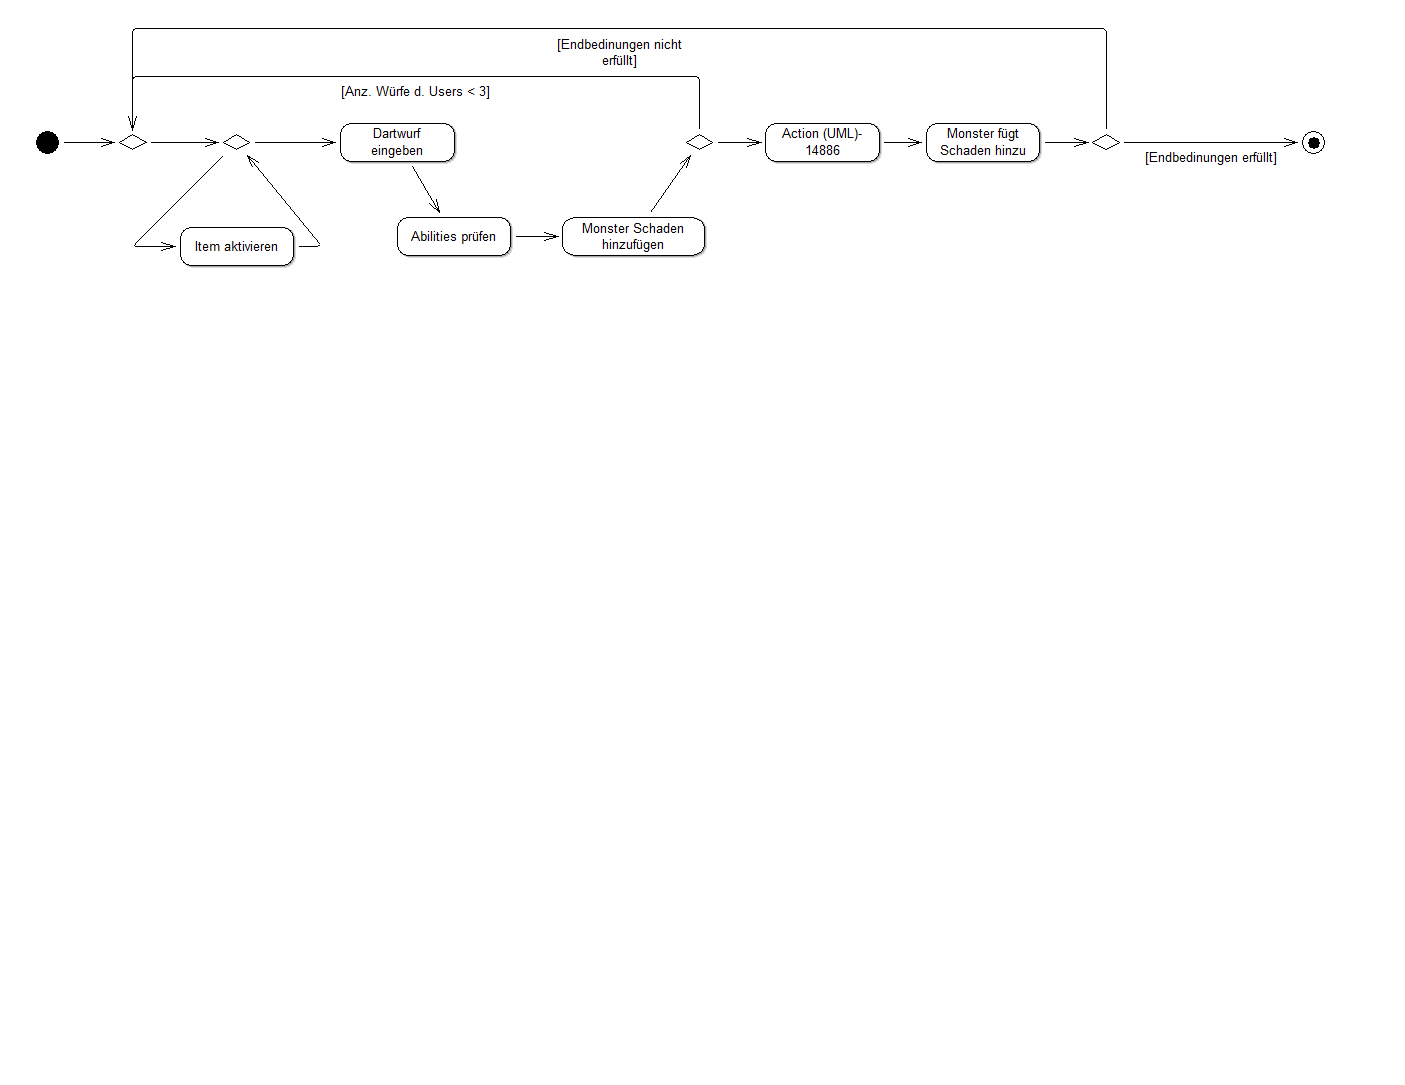 [Endbedinungen nicht
erfüllt]
[Anz. Würfe d. Users < 3]
Dartwurf
eingeben
Action (UML)-
14886
Monster fügt
Schaden hinzu
[Endbedinungen erfüllt]
Item aktivieren
Abilities prüfen
Monster Schaden
hinzufügen